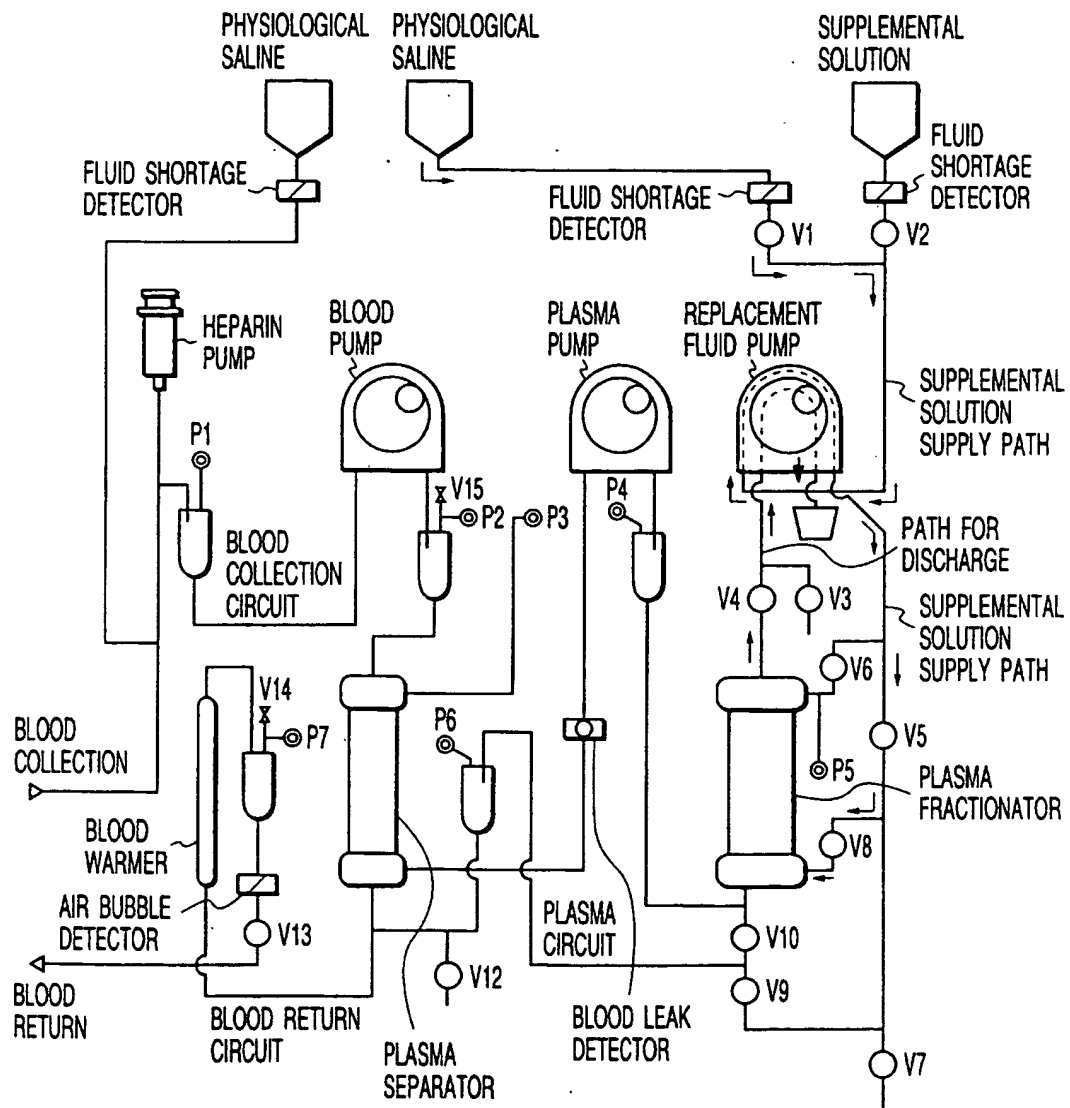 PHYSIOLOGICAL
SALINE
PHYSIOLOGICAL
SALINE
SUPPLEMENTAL
SOLUTION
FLUID SHORTAGE
DETECTOR
FLUID SHORTAGE
DETECTOR
FLUID
SHORTAGE
DETECTOR
V1
V2
HEPARIN
PUMP
BLOOD
PUMP
PLASMA
PUMP
REPLACEMENT
FLUID PUMP
SUPPLEMENTAL
SOLUTION
SUPPLY PATH
P1
V15
P2
P3
P4
BLOOD
COLLECTION
CIRCUIT
PATH FOR
DISCHARGE
V4
V3
SUPPLEMENTAL
SOLUTION
SUPPLY PATH
V6
V14
P7
P6
V5
P5
BLOOD
COLLECTION
PLASMA
FRACTIONATOR
BLOOD
WARMER
V8
AIR BUBBLE
DETECTOR
V13
V12
PLASMA
CIRCUIT
V10
V9
BLOOD
RETURN
BLOOD RETURN
CIRCUIT
PLASMA
SEPARATOR
BLOOD LEAK
DETECTOR
V7